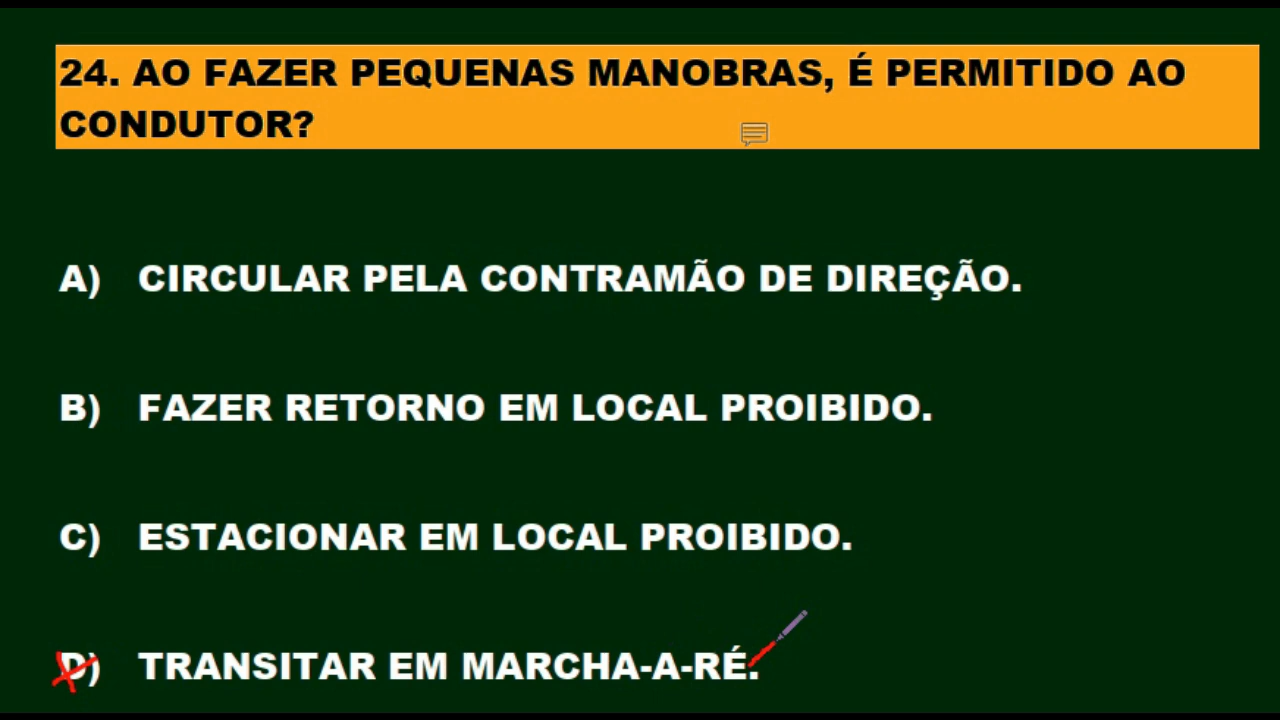 24. AO FAZER PEQUENAS MANOBRAS, É PERMITIDO AO
CONDUTOR?
A) CIRCULAR PELA CONTRAMÃO DE DIREÇÃO.
B) FAZER RETORNO EM LOCAL PROIBIDO.
C) ESTACIONAR EM LOCAL PROIBIDO.
D) TRANSITAR EM MARCHA-A-RÉ.